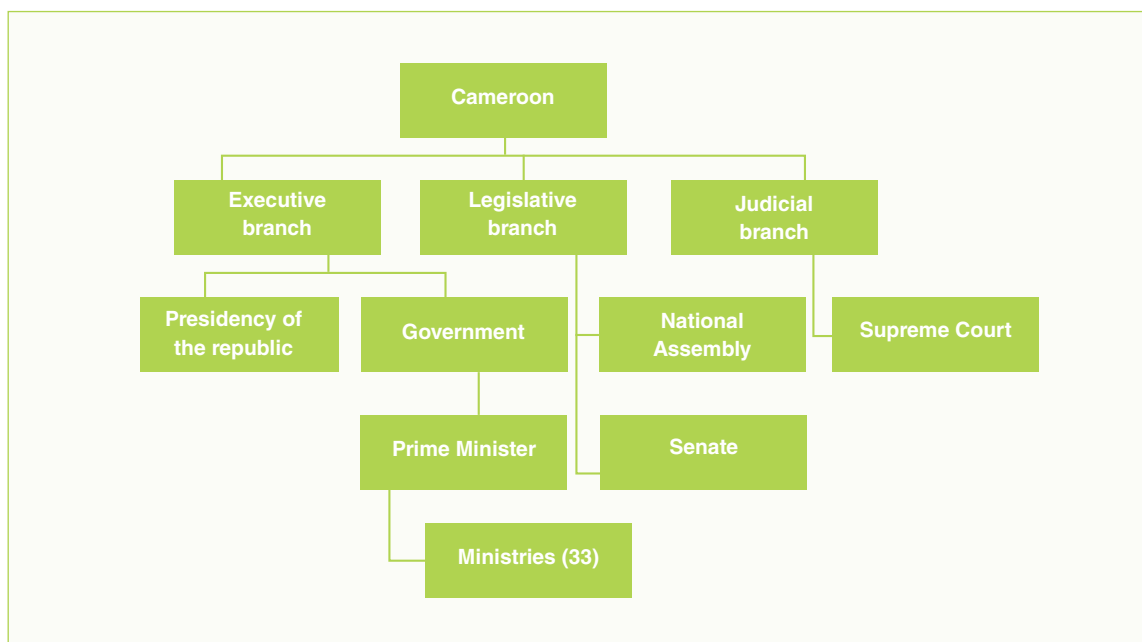 Cameroon
Executive
branch
Legislative
branch
Judicial
branch
Presidency of
the republic
Government
National
Assembly
Supreme Court
Prime Minister
Senate
Ministries (33)